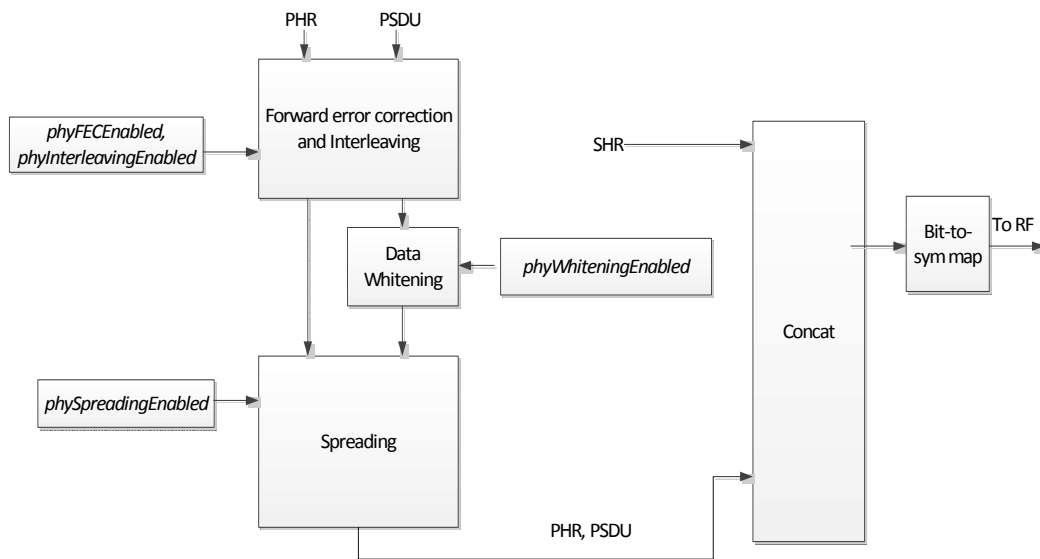 PHR
PSDU
Forward error correction
and Interleaving
phyFECEnabled,
phyInterleavingEnabled
SHR
Data
Whitening
phyWhiteningEnabled
Bit-to-
sym map
To RF
Concat
phySpreadingEnabled
Spreading
PHR, PSDU